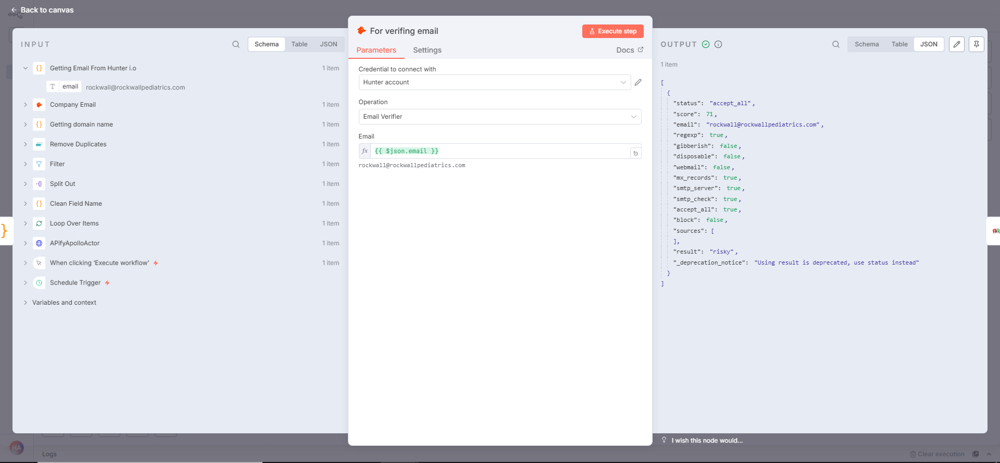 Back to canvas
INPUT
Schema Table JSON
Getting Email From Hunter i.o 1 item
T email rockwall@rockwallpediatrics.com
Company Email 1 item
{} Getting domain name 1 item
Remove Duplicates 1 item
Filter 1 item
Split Out 1 item
{} Clean Field Name 1 item
Loop Over Items 1 item
APifyApolloActor 1 item
When clicking ‘Execute workflow’ 1 item
Schedule Trigger
Variables and context
For verifing email
Execute step
Parameters Settings Docs
Credential to connect with
Hunter account
Operation
Email Verifier
Email
fx {{ $json.email }}
rockwall@rockwallpediatrics.com
OUTPUT
Schema Table JSON
1 item
[
{
"status": "accept_all",
"score": 71,
"email": "rockwall@rockwallpediatrics.com",
"regexp": true,
"gibberish": false,
"disposable": false,
"webmail": false,
"mx_records": true,
"smtp_server": true,
"smtp_check": true,
"accept_all": true,
"block": false,
"sources": [
],
"result": "risky",
"_deprecation_notice": "Using result is deprecated, use status instead"
}
]
I wish this node would...
HA
Logs
Clear execution